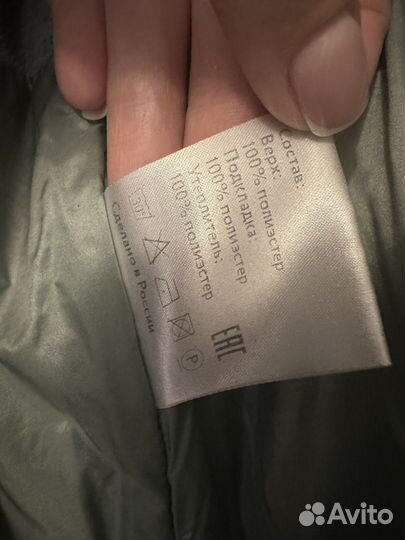 Состав:
Верх:
100% полиэстер
Подкладка:
100% полиэстер
Утеплитель:
100% полиэстер
30°
P
Сделано
в России
EAC
Avito